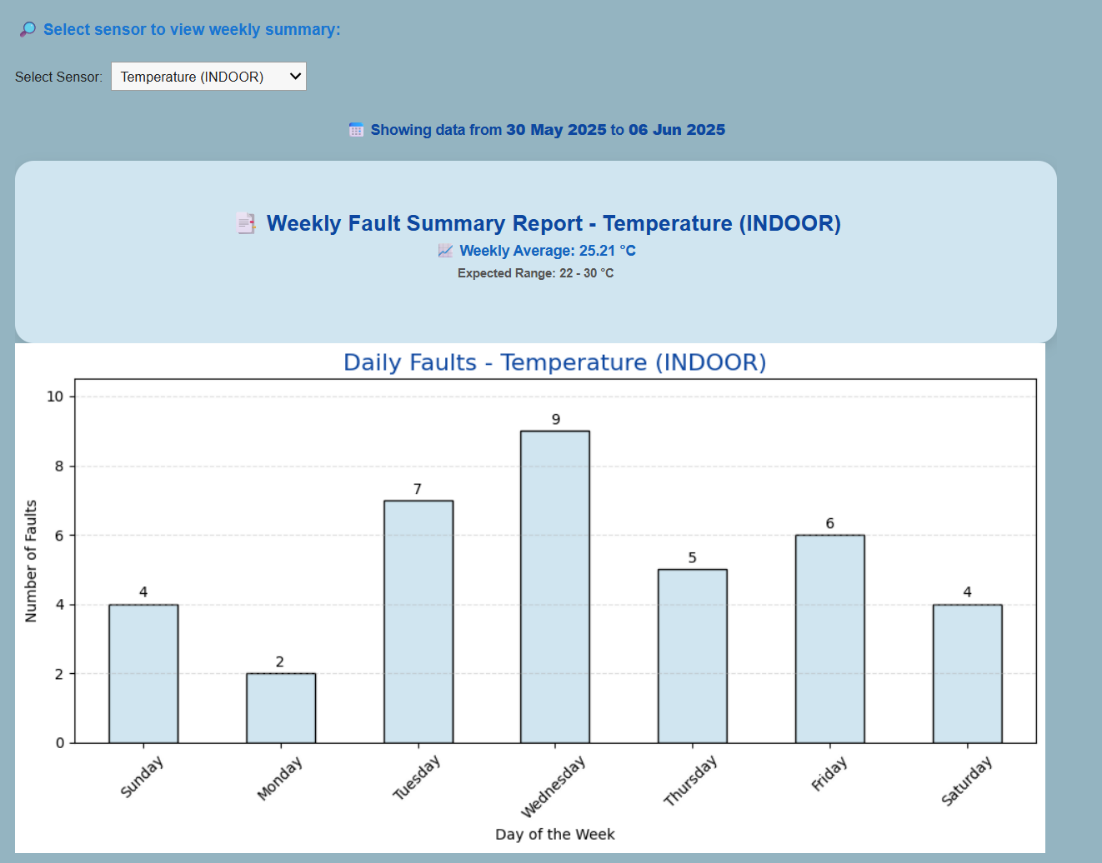 Select sensor to view weekly summary:
Select Sensor: Temperature (INDOOR)
Showing data from 30 May 2025 to 06 Jun 2025
Weekly Fault Summary Report - Temperature (INDOOR)
Weekly Average: 25.21 °C
Expected Range: 22 - 30 °C
Daily Faults - Temperature (INDOOR)
Number of Faults
10
8
6
4
2
0
4
2
7
9
5
6
4
Sunday
Monday
Tuesday
Wednesday
Thursday
Friday
Saturday
Day of the Week